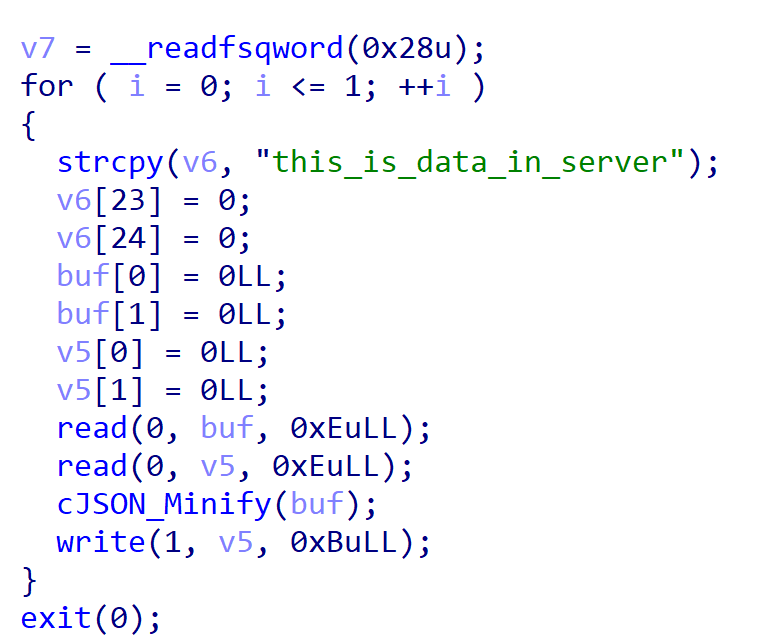 v7 = __readfsqword(0x28u);
for ( i = 0; i <= 1; ++i )
{
  strcpy(v6, "this_is_data_in_server");
  v6[23] = 0;
  v6[24] = 0;
  buf[0] = 0LL;
  buf[1] = 0LL;
  v5[0] = 0LL;
  v5[1] = 0LL;
  read(0, buf, 0xEuLL);
  read(0, v5, 0xEuLL);
  cJSON_Minify(buf);
  write(1, v5, 0xBuLL);
}
exit(0);